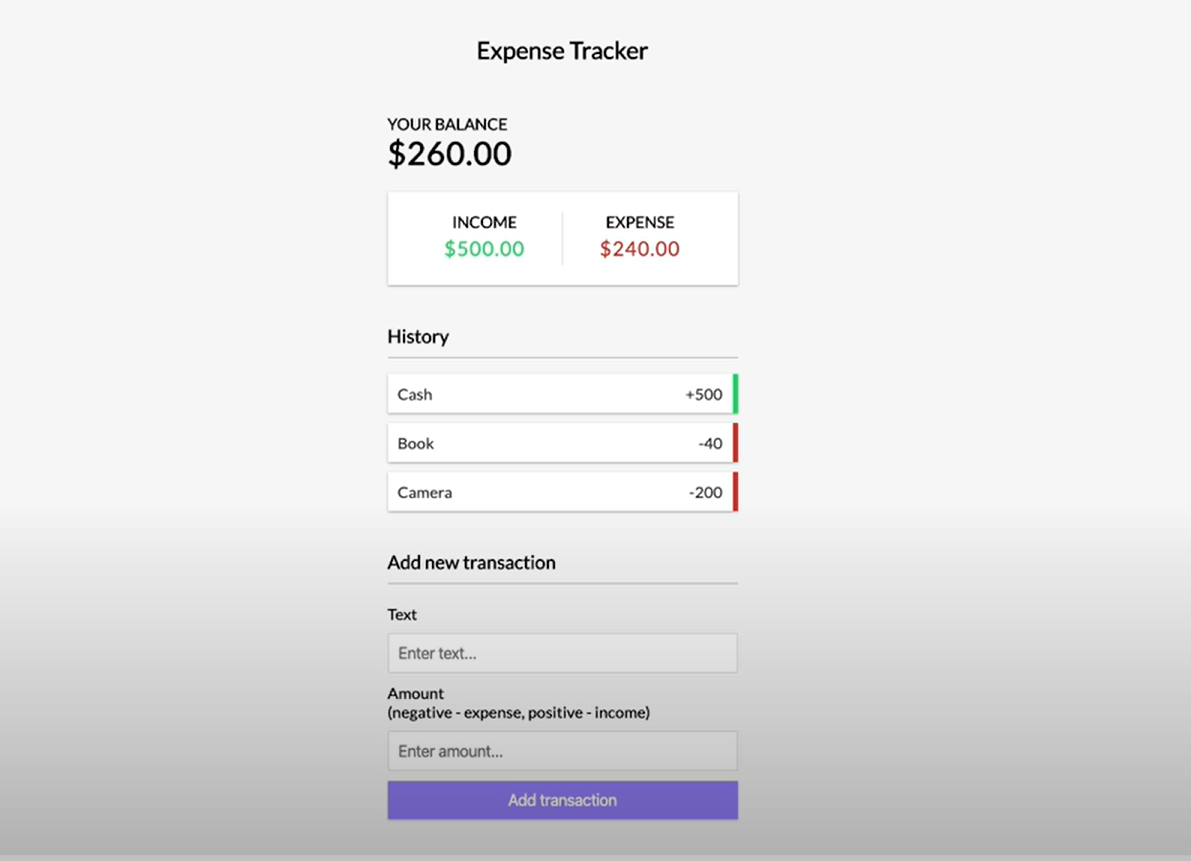 Expense Tracker
YOUR BALANCE
$260.00
INCOME EXPENSE
$500.00 $240.00
History
Cash +500
Book -40
Camera -200
Add new transaction
Text
Enter text...
Amount
(negative - expense, positive - income)
Enter amount...
Add transaction